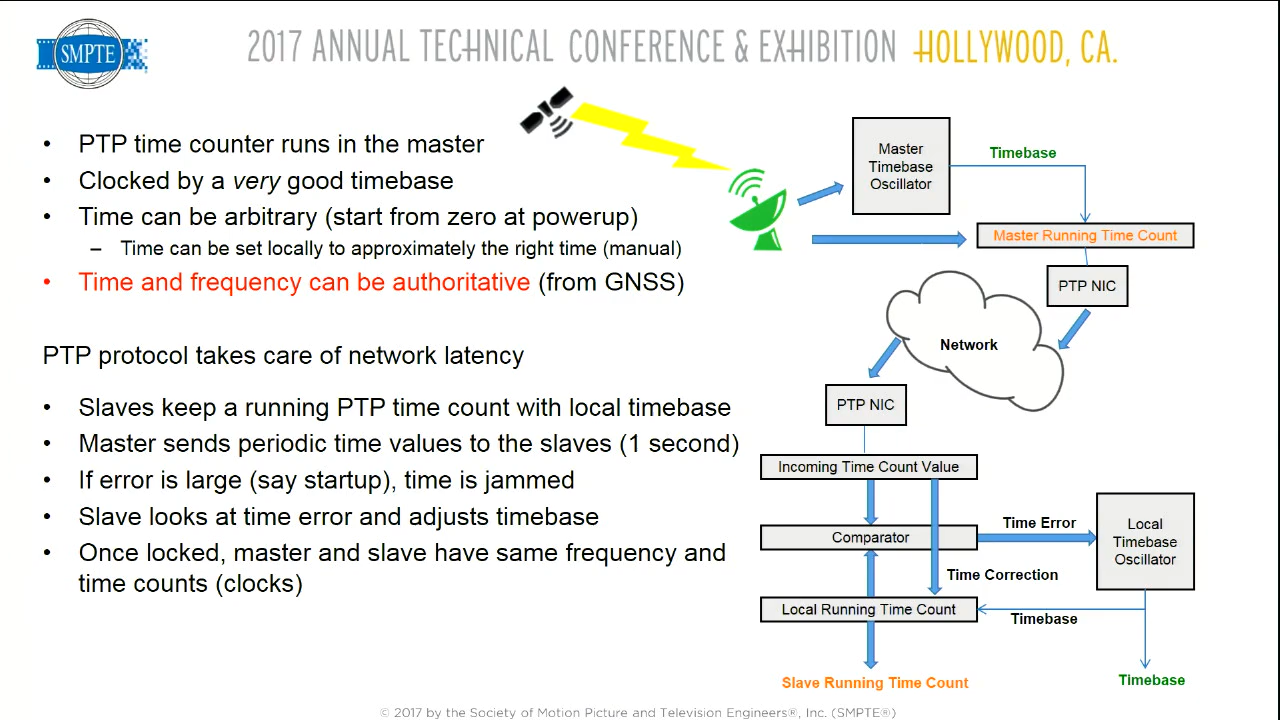 SMPTE
2017 ANNUAL TECHNICAL CONFERENCE & EXHIBITION HOLLYWOOD, CA.
• PTP time counter runs in the master
• Clocked by a very good timebase
• Time can be arbitrary (start from zero at powerup)
– Time can be set locally to approximately the right time (manual)
• Time and frequency can be authoritative (from GNSS)
PTP protocol takes care of network latency
• Slaves keep a running PTP time count with local timebase
• Master sends periodic time values to the slaves (1 second)
• If error is large (say startup), time is jammed
• Slave looks at time error and adjusts timebase
• Once locked, master and slave have same frequency and
time counts (clocks)
Master
Timebase
Oscillator
Timebase
Master Running Time Count
PTP NIC
Network
PTP NIC
Incoming Time Count Value
Comparator
Time Error
Local
Timebase
Oscillator
Time Correction
Local Running Time Count
Timebase
Slave Running Time Count
Timebase
© 2017 by the Society of Motion Picture and Television Engineers®, Inc. (SMPTE®)